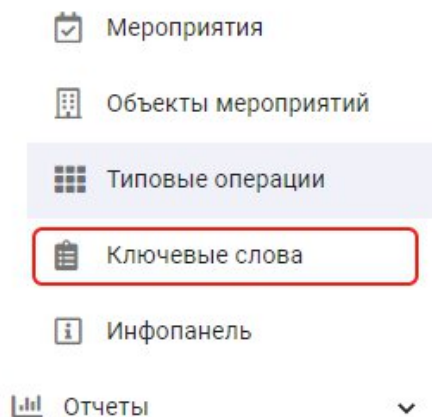 Мероприятия
Объекты мероприятий
Типовые операции
Ключевые слова
Инфопанель
Отчеты